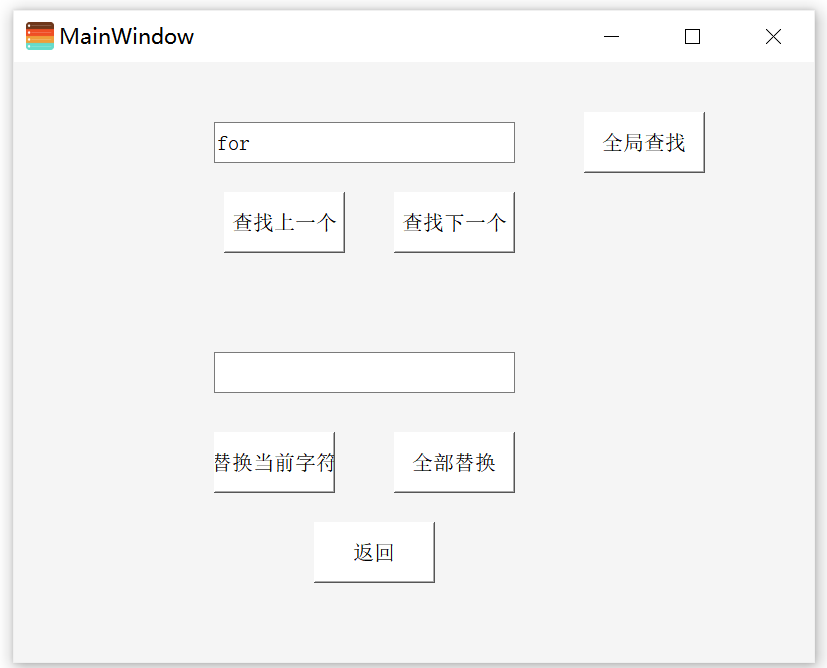 MainWindow
for
全局查找
查找上一个
查找下一个
替换当前字符
全部替换
返回